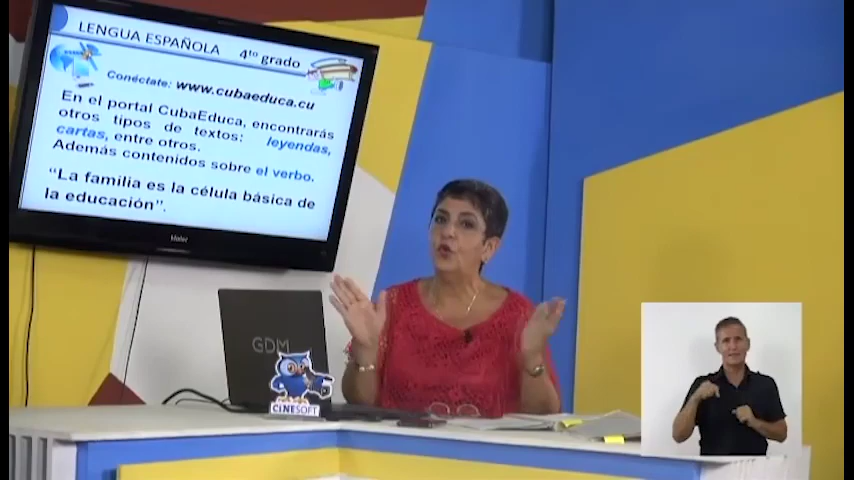 LENGUA ESPAÑOLA 4to grado
Conéctate: www.cubaeduca.cu
En el portal CubaEduca, encontrarás
otros tipos de textos: leyendas,
cartas, entre otros.
Además contenidos sobre el verbo.
“La familia es la célula básica de
la educación”.
Haier
GDM
CINESOFT